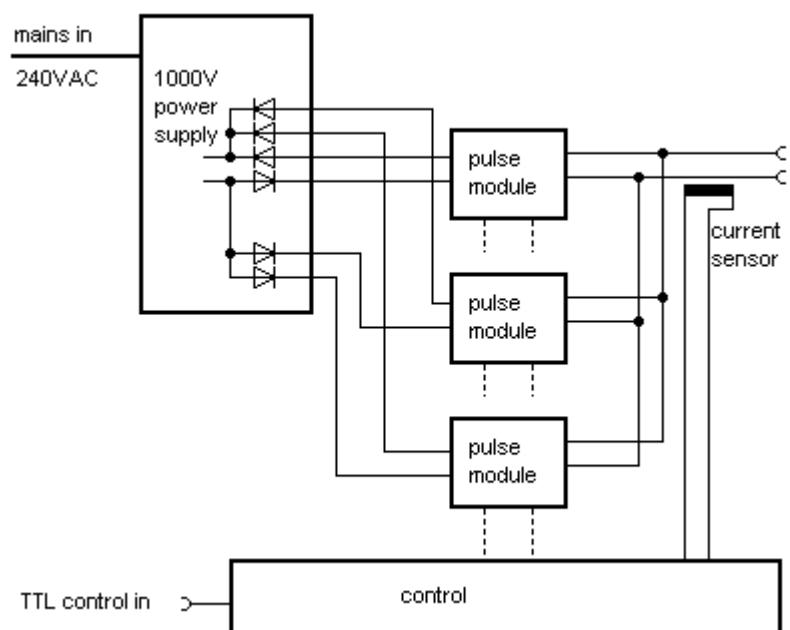 mains in
240VAC
1000V
power
supply
pulse
module
current
sensor
pulse
module
pulse
module
TTL control in
control